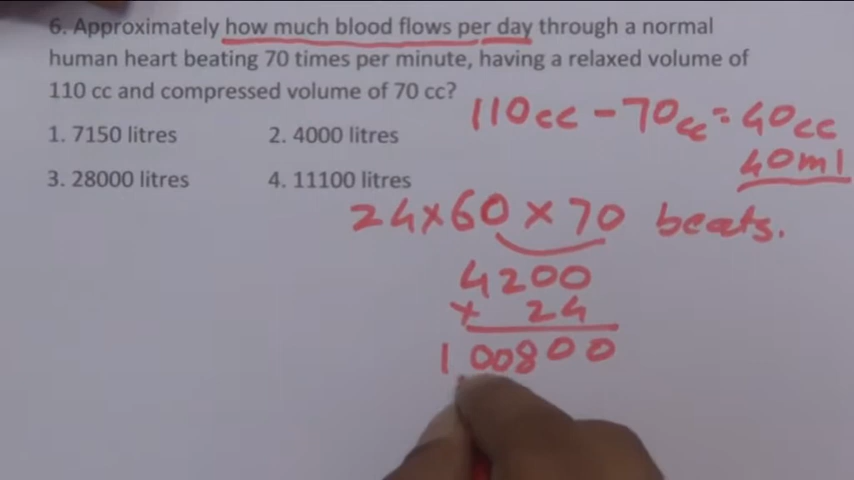 6. Approximately how much blood flows per day through a normal
human heart beating 70 times per minute, having a relaxed volume of
110 cc and compressed volume of 70 cc?
110cc - 70cc = 40cc
1. 7150 litres 2. 4000 litres
40ml
3. 28000 litres 4. 11100 litres
24 × 60 × 70 beats.
4200
× 24
100800